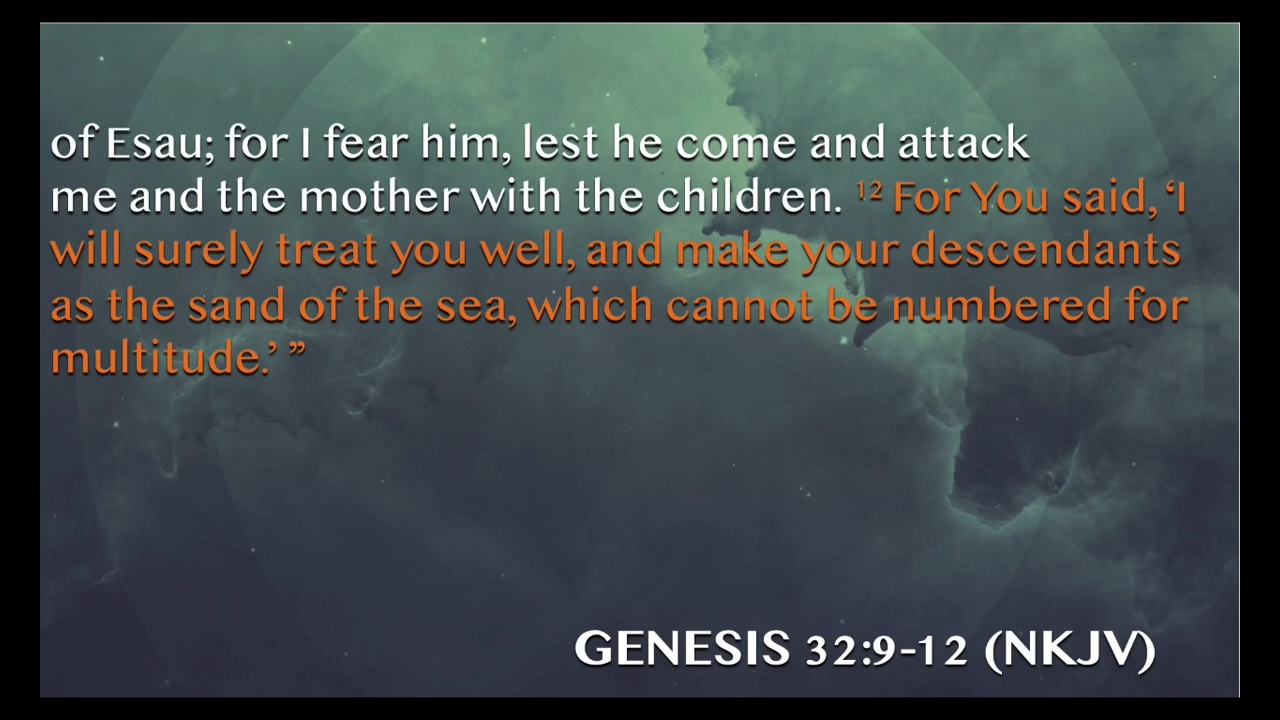 of Esau; for I fear him, lest he come and attack
me and the mother with the children. ¹² For You said, ‘I
will surely treat you well, and make your descendants
as the sand of the sea, which cannot be numbered for
multitude.’ ”
GENESIS 32:9-12 (NKJV)